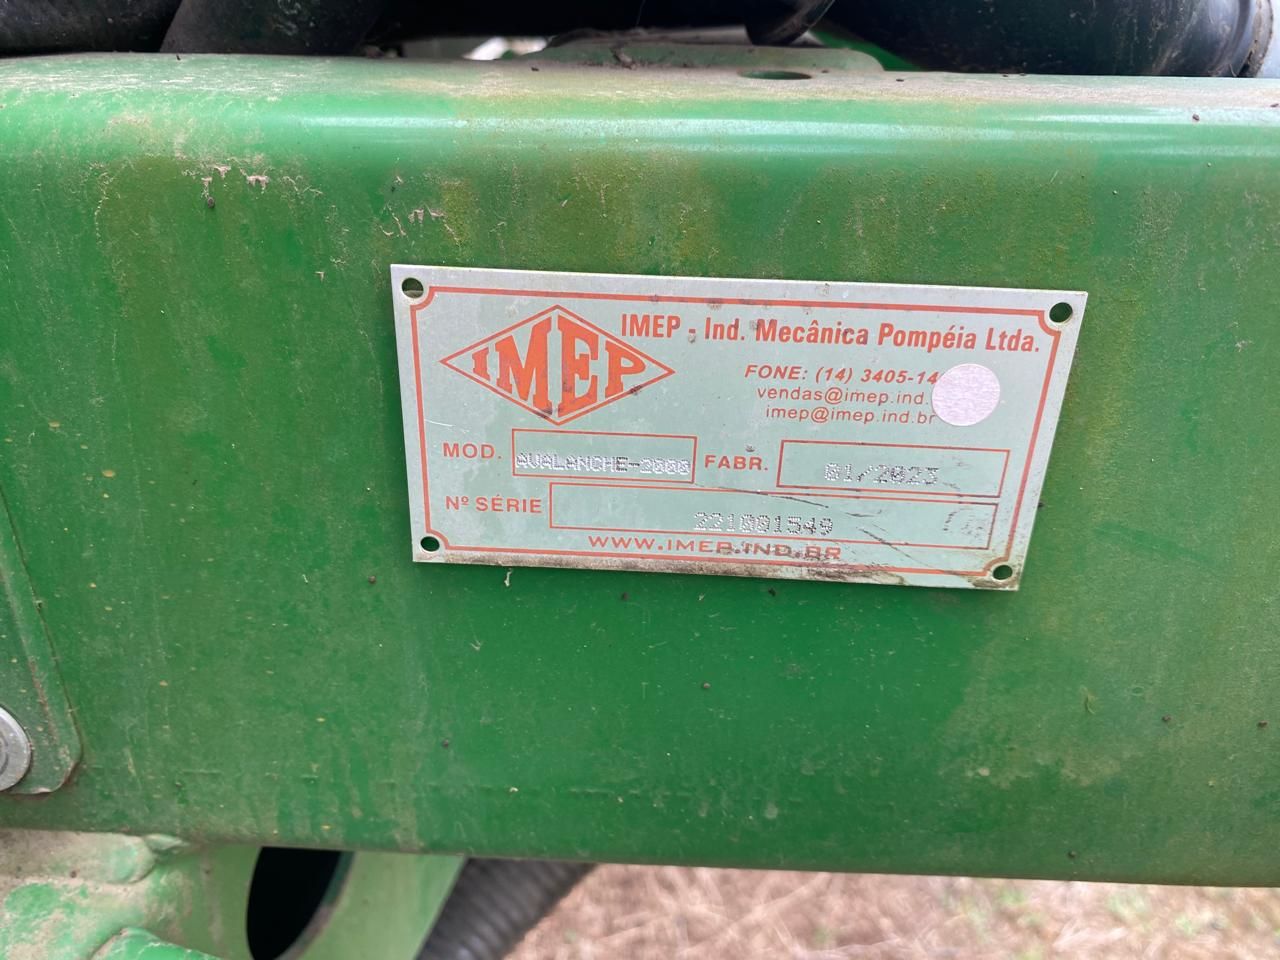 IMEP
IMEP - Ind. Mecânica Pompéia Ltda.
FONE: (14) 3405-14
vendas@imep.ind.
imep@imep.ind.br
MOD. AVALANCHE-2000 FABR. 01/2023
Nº SÉRIE 221001549
WWW.IMEP.IND.BR